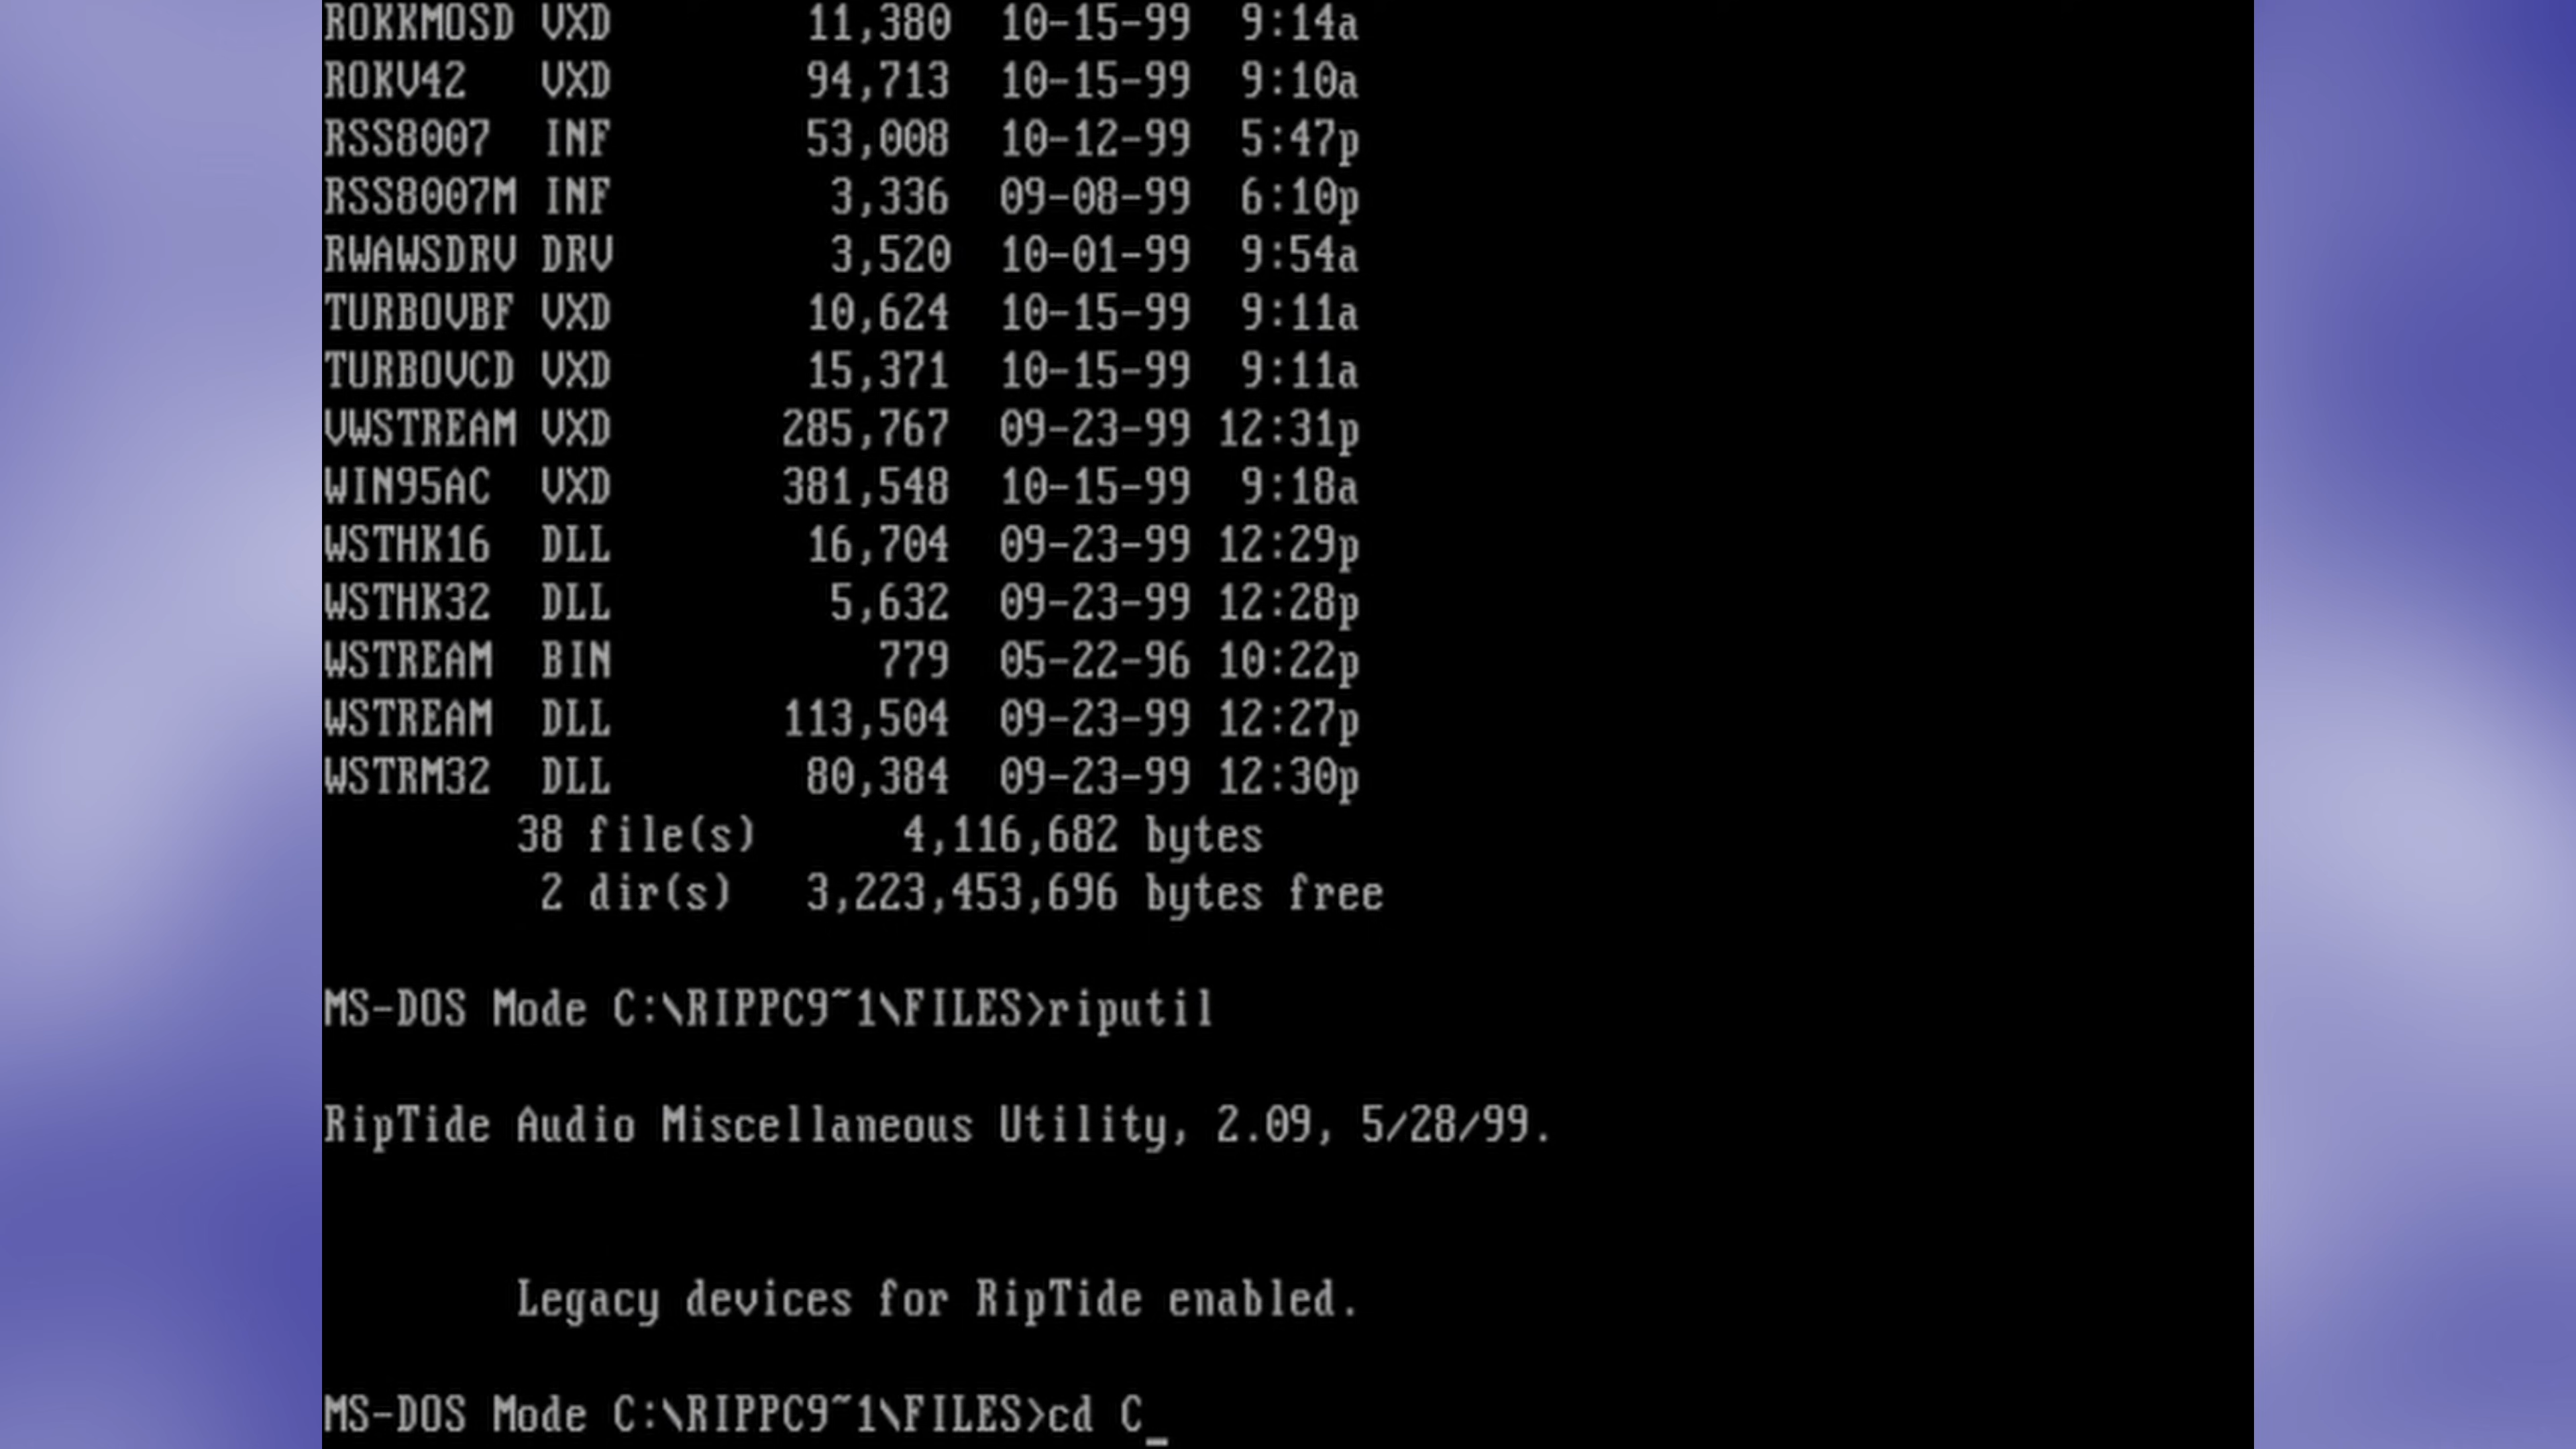 ROKKMOSD VXD        11,380  10-15-99  9:14a
ROKV42   VXD        94,713  10-15-99  9:10a
RSS8007  INF        53,008  10-12-99  5:47p
RSS8007M INF         3,336  09-08-99  6:10p
RWAWSDRV DRV         3,520  10-01-99  9:54a
TURBOVBF VXD        10,624  10-15-99  9:11a
TURBOVCD VXD        15,371  10-15-99  9:11a
VWSTREAM VXD       285,767  09-23-99 12:31p
WIN95AC  VXD       381,548  10-15-99  9:18a
WSTHK16  DLL        16,704  09-23-99 12:29p
WSTHK32  DLL         5,632  09-23-99 12:28p
WSTREAM  BIN           779  05-22-96 10:22p
WSTREAM  DLL       113,504  09-23-99 12:27p
WSTRM32  DLL        80,384  09-23-99 12:30p
        38 file(s)      4,116,682 bytes
         2 dir(s)   3,223,453,696 bytes free
MS-DOS Mode C:\RIPPC9~1\FILES>riputil
RipTide Audio Miscellaneous Utility, 2.09, 5/28/99.
        Legacy devices for RipTide enabled.
MS-DOS Mode C:\RIPPC9~1\FILES>cd C_